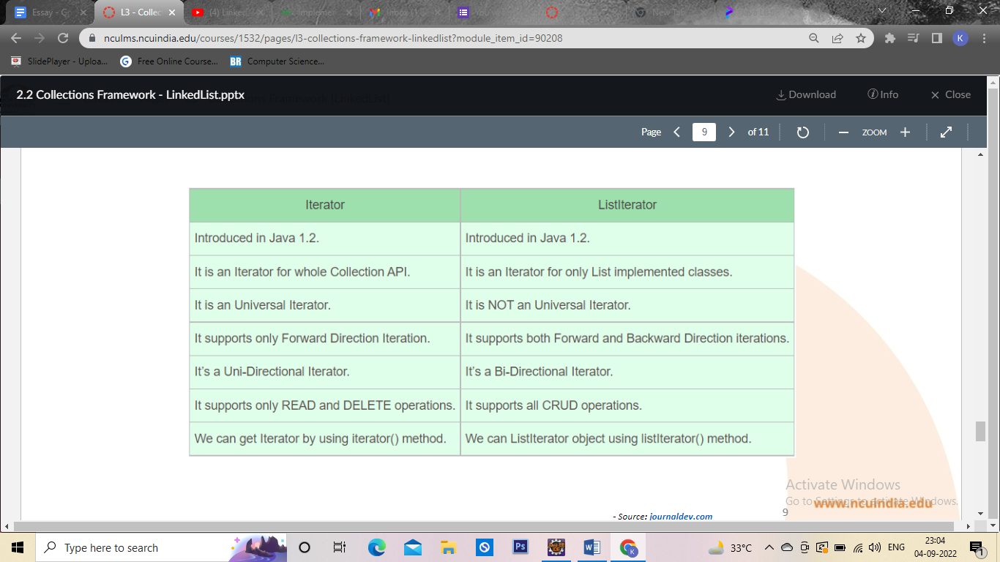 Essay - G
L3 - Collec
(4) Linke
Implemen
Inbox (1
You
New Tab
nculms.ncuindia.edu/courses/1532/pages/l3-collections-framework-linkedlist?module_item_id=90208
K
SlidePlayer - Uploa...
Free Online Course...
BR Computer Science...
2.2 Collections Framework - LinkedList.pptx
Download
Info
Close
Page
9
of 11
ZOOM
Iterator
ListIterator
Introduced in Java 1.2.
Introduced in Java 1.2.
It is an Iterator for whole Collection API.
It is an Iterator for only List implemented classes.
It is an Universal Iterator.
It is NOT an Universal Iterator.
It supports only Forward Direction Iteration.
It supports both Forward and Backward Direction iterations.
It's a Uni-Directional Iterator.
It's a Bi-Directional Iterator.
It supports only READ and DELETE operations.
It supports all CRUD operations.
We can get Iterator by using iterator() method.
We can ListIterator object using listIterator() method.
Activate Windows
Go to Settings to activate Windows.
www.ncuindia.edu
9
- Source: journaldev.com
Type here to search
Ps
33°C
ENG
23:04
04-09-2022
1